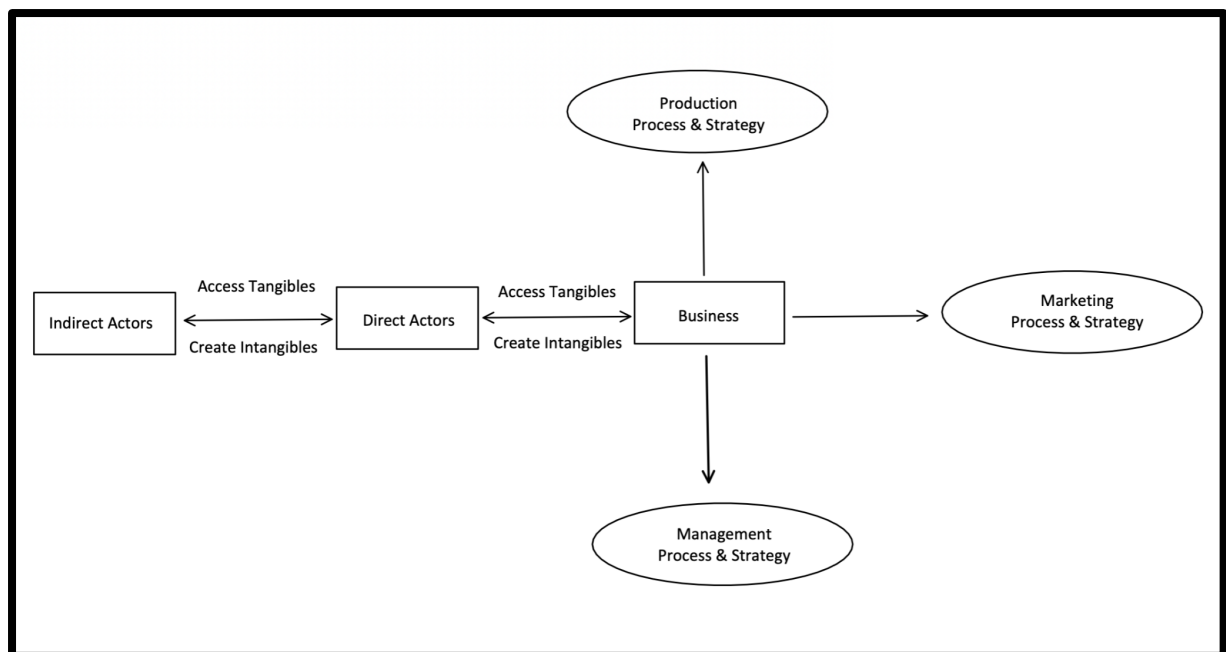 Production
Process & Strategy
Access Tangibles
Access Tangibles
Indirect Actors
Direct Actors
Business
Marketing
Process & Strategy
Create Intangibles
Create Intangibles
Management
Process & Strategy